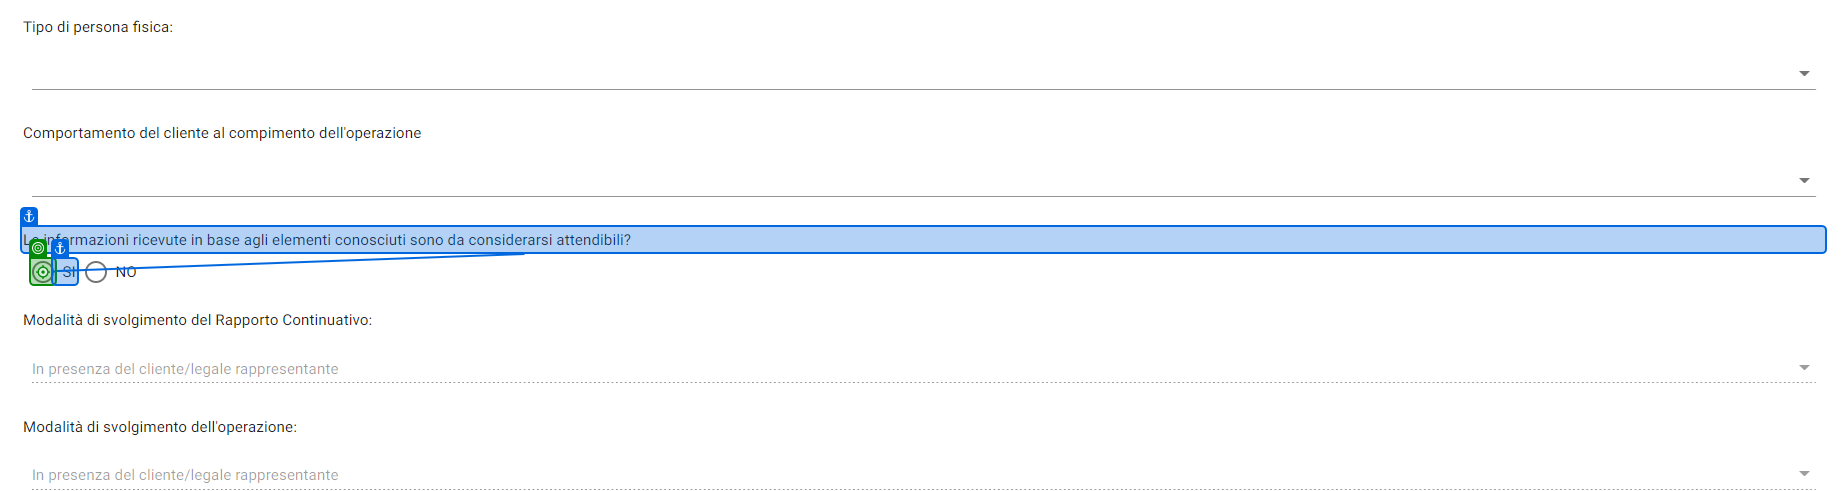 Tipo di persona fisica:
Comportamento del cliente al compimento dell'operazione
Le informazioni ricevute in base agli elementi conosciuti sono da considerarsi attendibili?
SI NO
Modalità di svolgimento del Rapporto Continuativo:
In presenza del cliente/legale rappresentante
Modalità di svolgimento dell'operazione:
In presenza del cliente/legale rappresentante